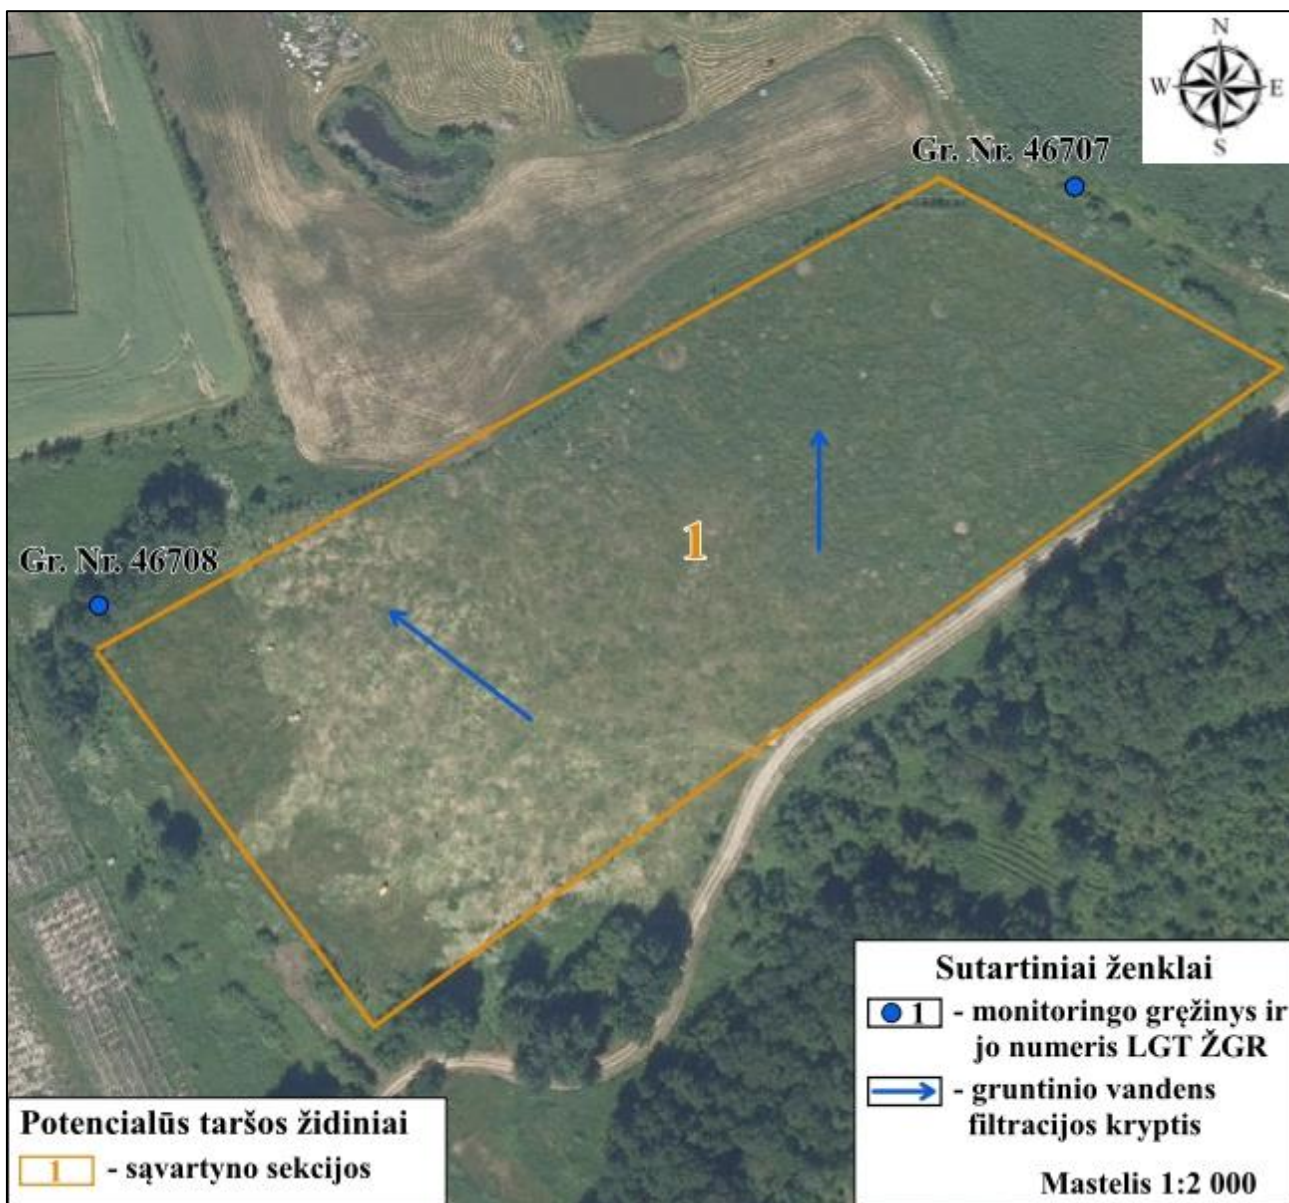 N
W E
S
Gr. Nr. 46707
1
Gr. Nr. 46708
Sutartiniai ženklai
1 - monitoringo gręžinys ir
jo numeris LGT ŽGR
- gruntinio vandens
filtracijos kryptis
Mastelis 1:2 000
Potencialūs taršos židiniai
1 - sąvartyno sekcijos